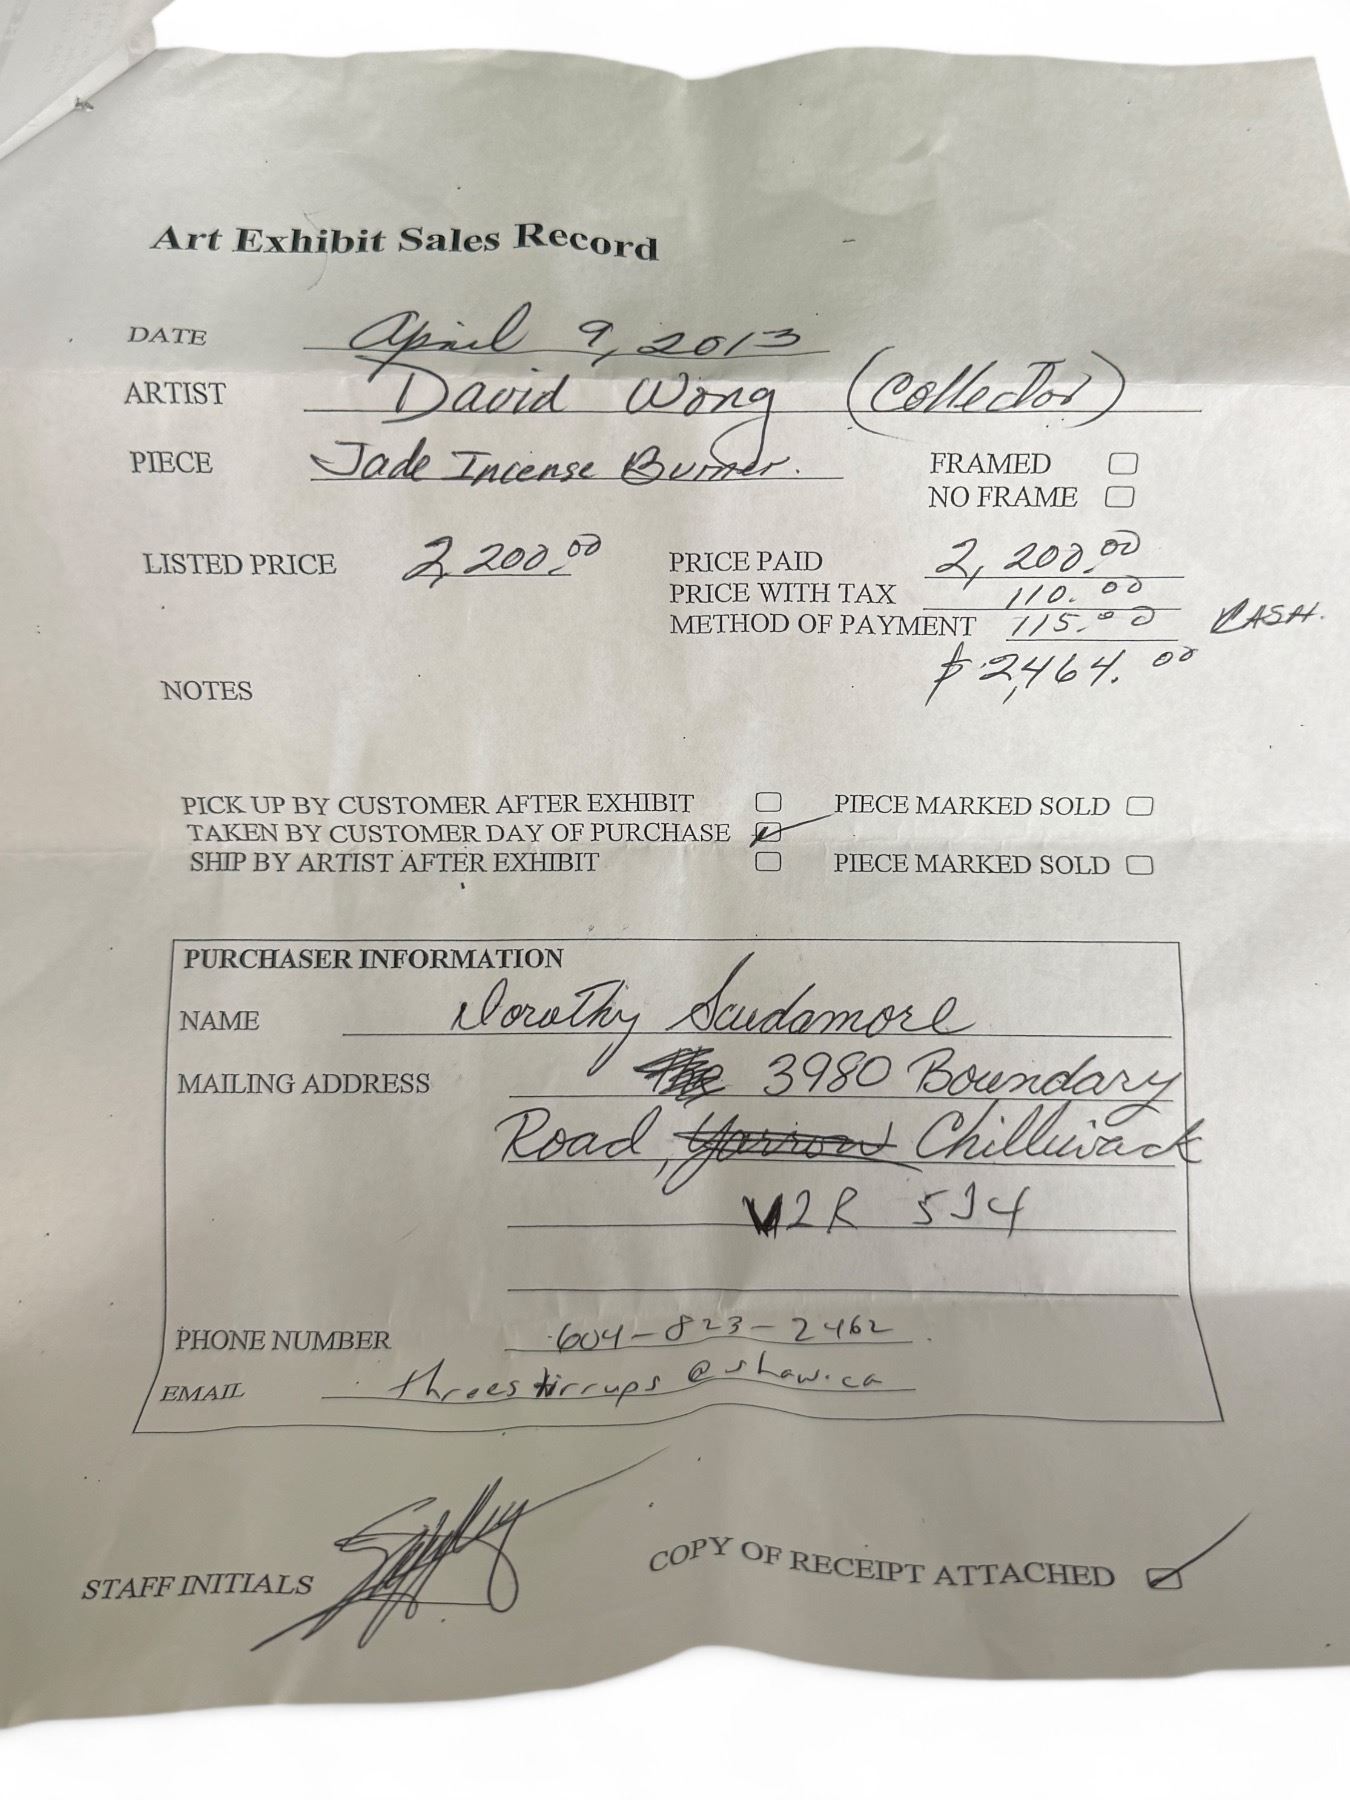 Art Exhibit Sales Record
DATE April 9, 2013
ARTIST David Wong (Collector)
PIECE Jade Incense Burner. FRAMED
NO FRAME
LISTED PRICE 2,200.00 PRICE PAID 2,200.00
PRICE WITH TAX 110.00
METHOD OF PAYMENT 115.00 CASH.
$2,464.00
NOTES
PICK UP BY CUSTOMER AFTER EXHIBIT PIECE MARKED SOLD
TAKEN BY CUSTOMER DAY OF PURCHASE
SHIP BY ARTIST AFTER EXHIBIT PIECE MARKED SOLD
PURCHASER INFORMATION
NAME Dorothy Scudamore
MAILING ADDRESS 3980 Boundary
Road, Yarrow Chilliwack
V2R 5J4
PHONE NUMBER 604-823-2462
EMAIL threestirrups@shaw.ca
STAFF INITIALS COPY OF RECEIPT ATTACHED